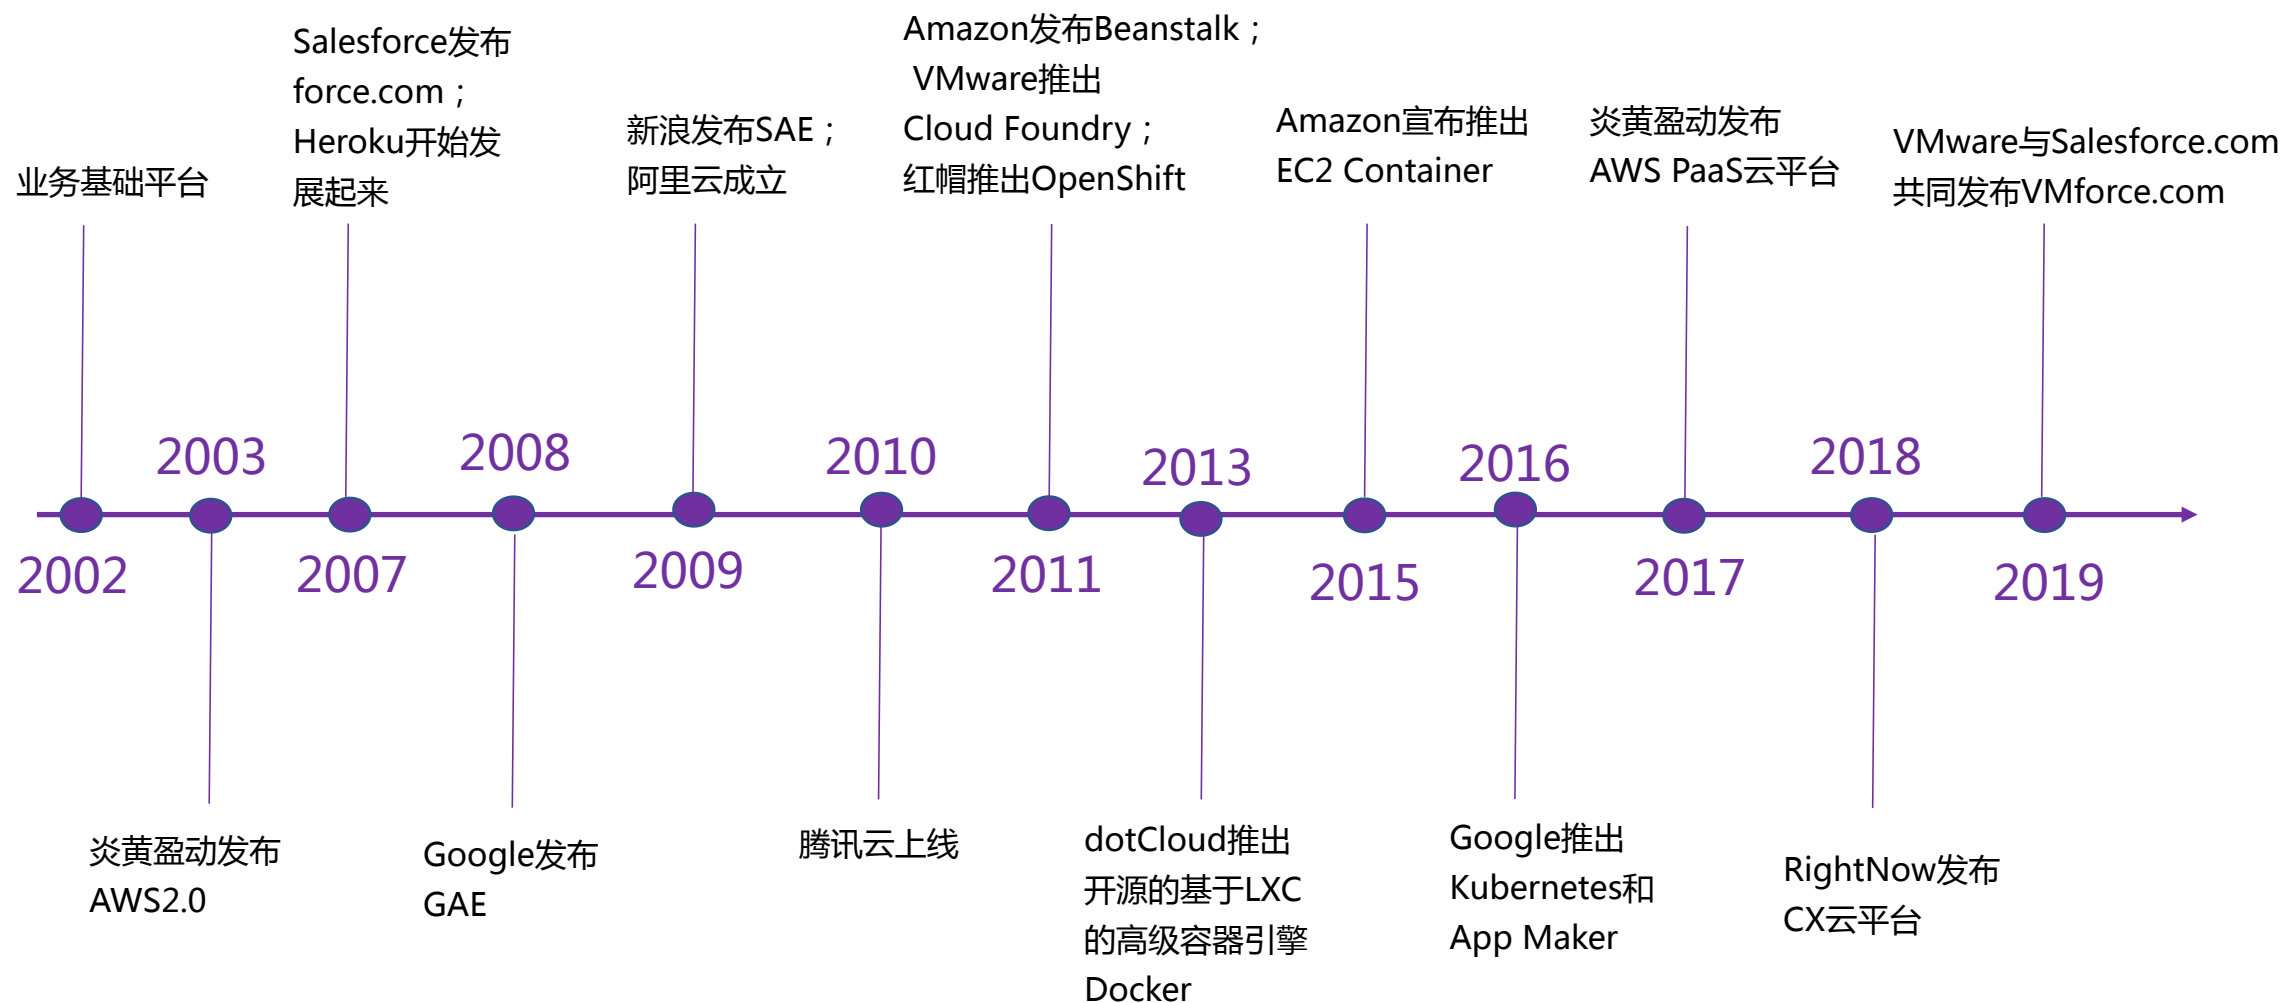 业务基础平台
2002
2003
炎黄盈动发布
AWS2.0
Salesforce发布
force.com；
Heroku开始发
展起来
2007
2008
Google发布
GAE
新浪发布SAE；
阿里云成立
2009
2010
腾讯云上线
Amazon发布Beanstalk；
VMware推出
Cloud Foundry；
红帽推出OpenShift
2011
2013
dotCloud推出
开源的基于LXC
的高级容器引擎
Docker
Amazon宣布推出
EC2 Container
2015
2016
Google推出
Kubernetes和
App Maker
炎黄盈动发布
AWS PaaS云平台
2017
2018
RightNow发布
CX云平台
VMware与Salesforce.com
共同发布VMforce.com
2019